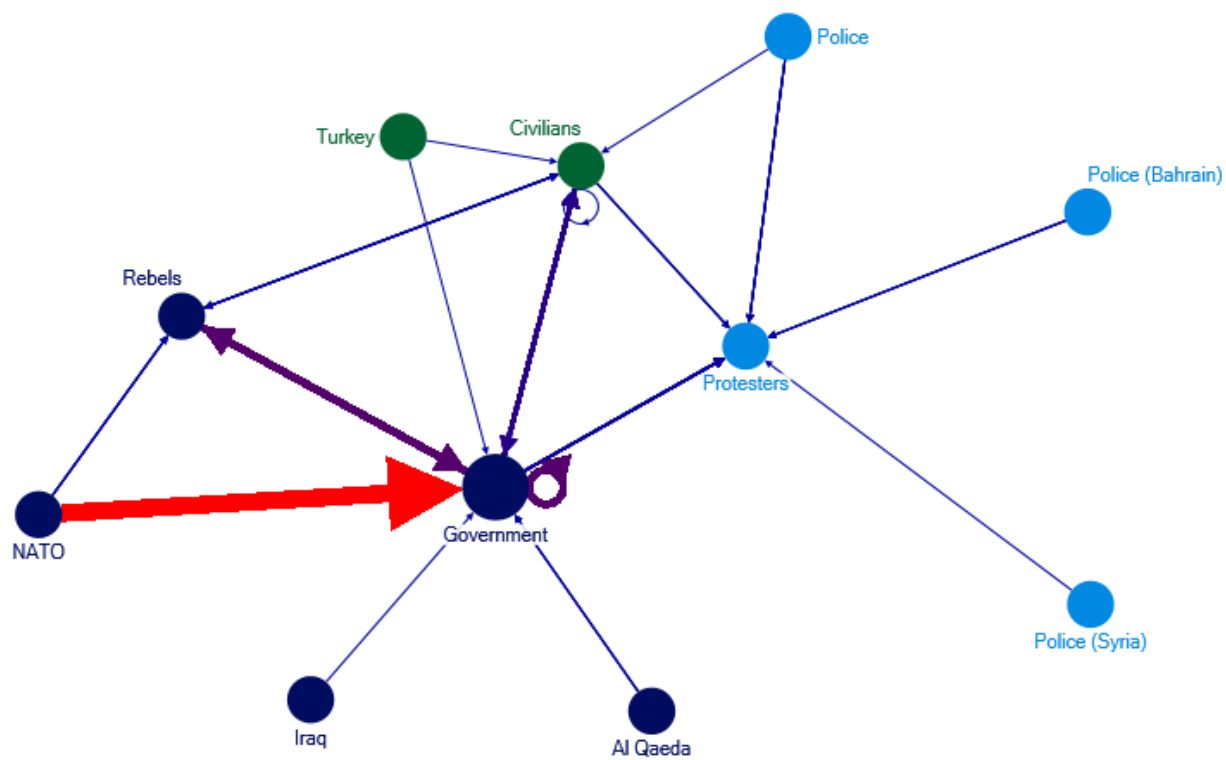 Police
Turkey
Civilians
Police (Bahrain)
Rebels
Protesters
Government
NATO
Police (Syria)
Iraq
Al Qaeda